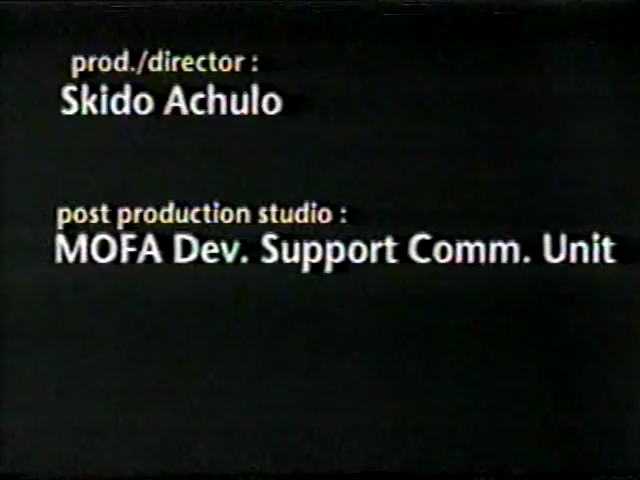 prod./director :
Skido Achulo
post production studio :
MOFA Dev. Support Comm. Unit